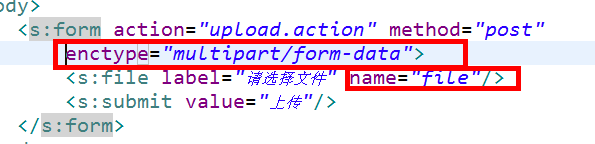 ody>
<s:form action="upload.action" method="post"
enctype="multipart/form-data">
<s:file label="请选择文件" name="file"/>
<s:submit value="上传"/>
</s:form>